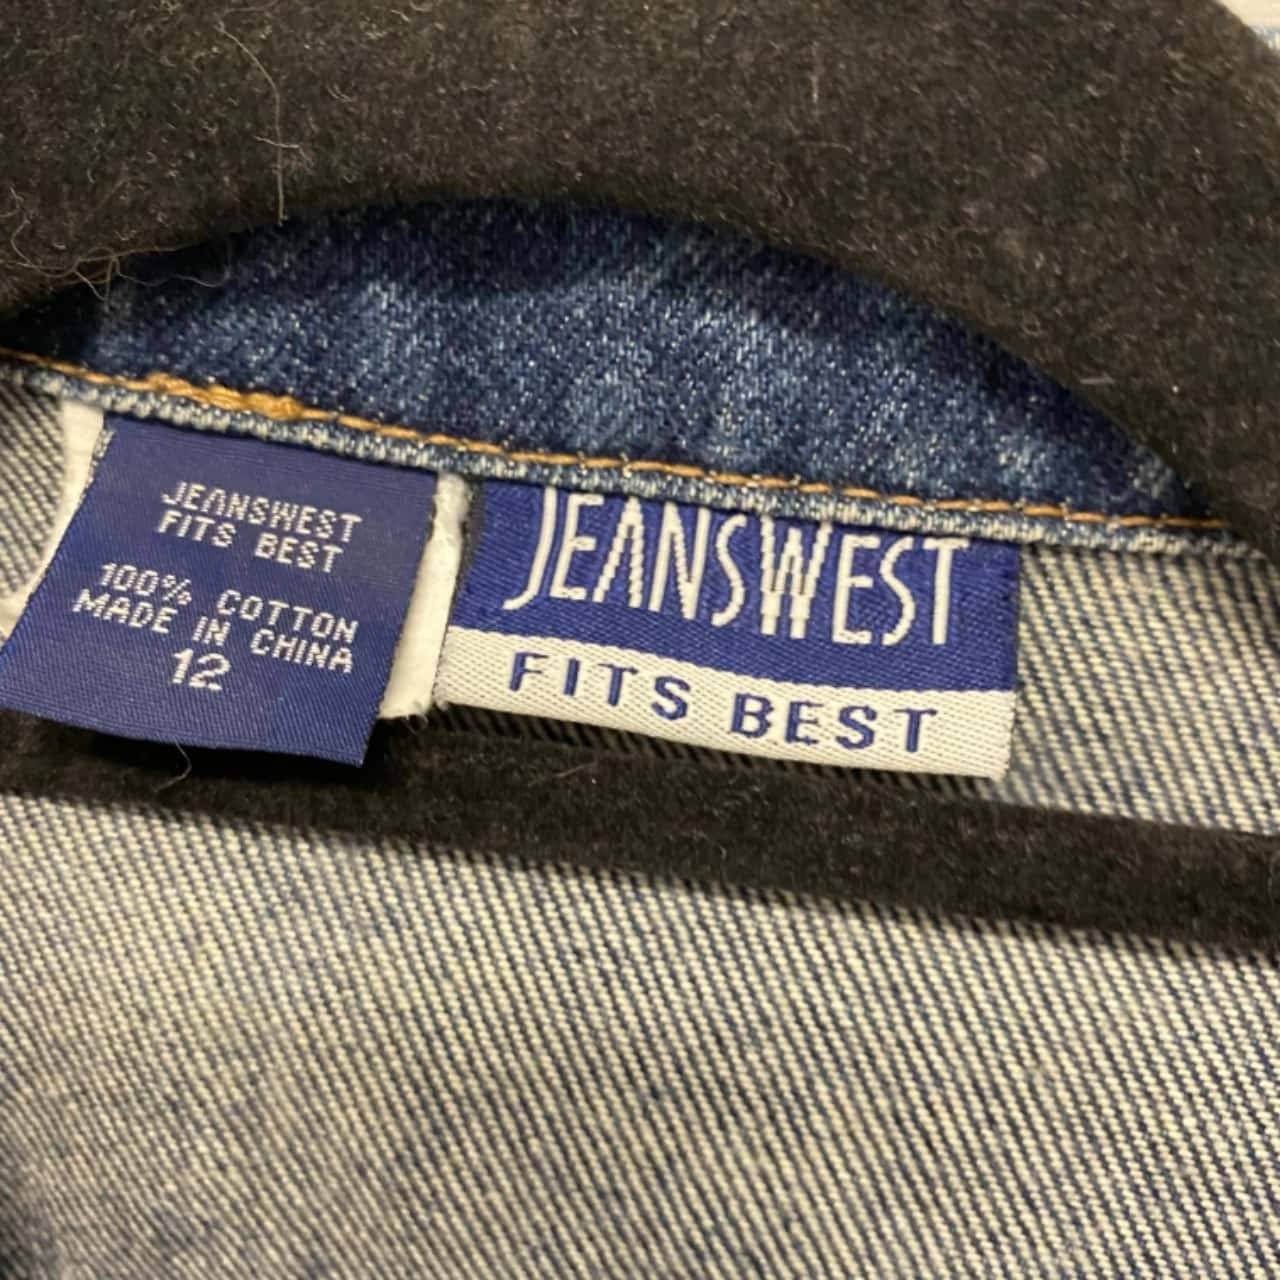 JEANSWEST
FITS BEST
100% COTTON
MADE IN CHINA
12
JEANSWEST
FITS BEST